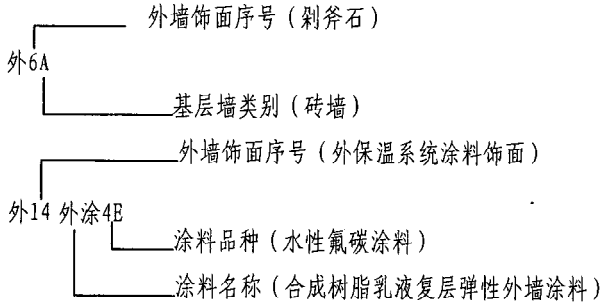 外墙饰面序号(剁斧石)
外6A
基层墙类别(砖墙)
外墙饰面序号(外保温系统涂料饰面)
外14 外涂4E
涂料品种(水性氟碳涂料)
涂料名称(合成树脂乳液复层弹性外墙涂料)